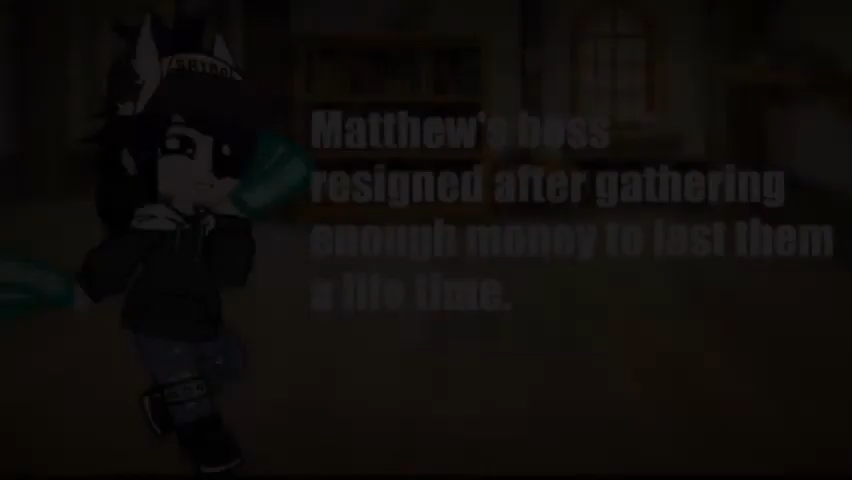 Matthew's boss
resigned after gathering
enough money to last them
a life time.